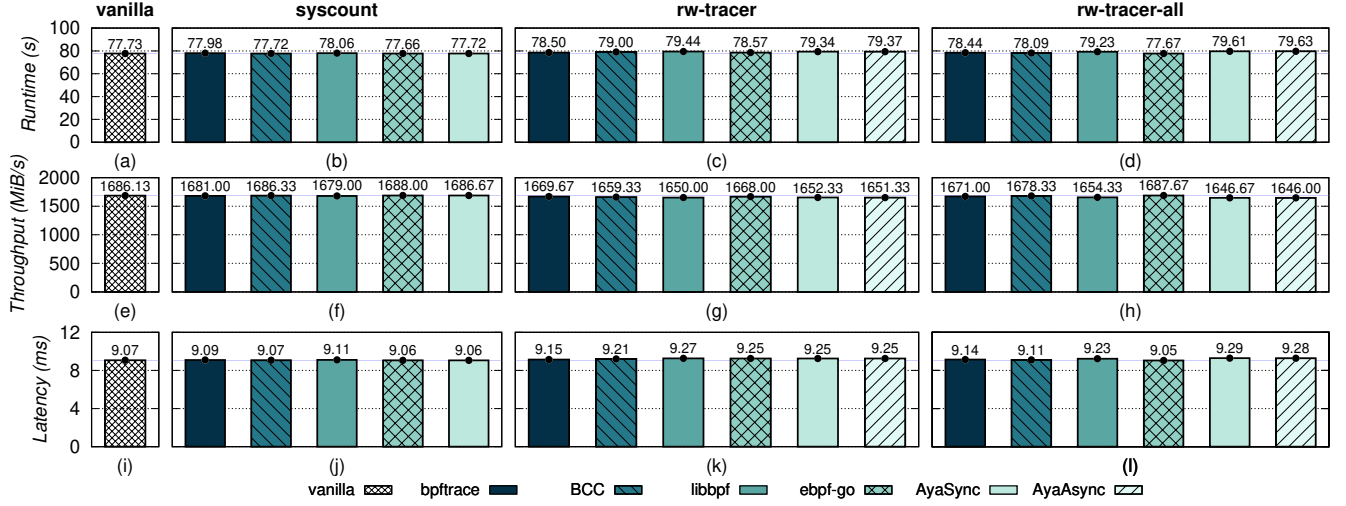 vanilla syscount rw-tracer rw-tracer-all
Runtime (s)
100
80
60
40
20
0
77.73
77.98 77.72 78.06 77.66 77.72
78.50 79.00 79.44 78.57 79.34 79.37
78.44 78.09 79.23 77.67 79.61 79.63
(a) (b) (c) (d)
Throughput (MiB/s)
2000
1500
1000
500
0
1686.13
1681.00 1686.33 1679.00 1688.00 1686.67
1669.67 1659.33 1650.00 1668.00 1652.33 1651.33
1671.00 1678.33 1654.33 1687.67 1646.67 1646.00
(e) (f) (g) (h)
Latency (ms)
12
8
4
0
9.07
9.09 9.07 9.11 9.06 9.06
9.15 9.21 9.27 9.25 9.25 9.25
9.14 9.11 9.23 9.05 9.29 9.28
(i) (j) (k) (l)
vanilla bpftrace BCC libbpf ebpf-go AyaSync AyaAsync